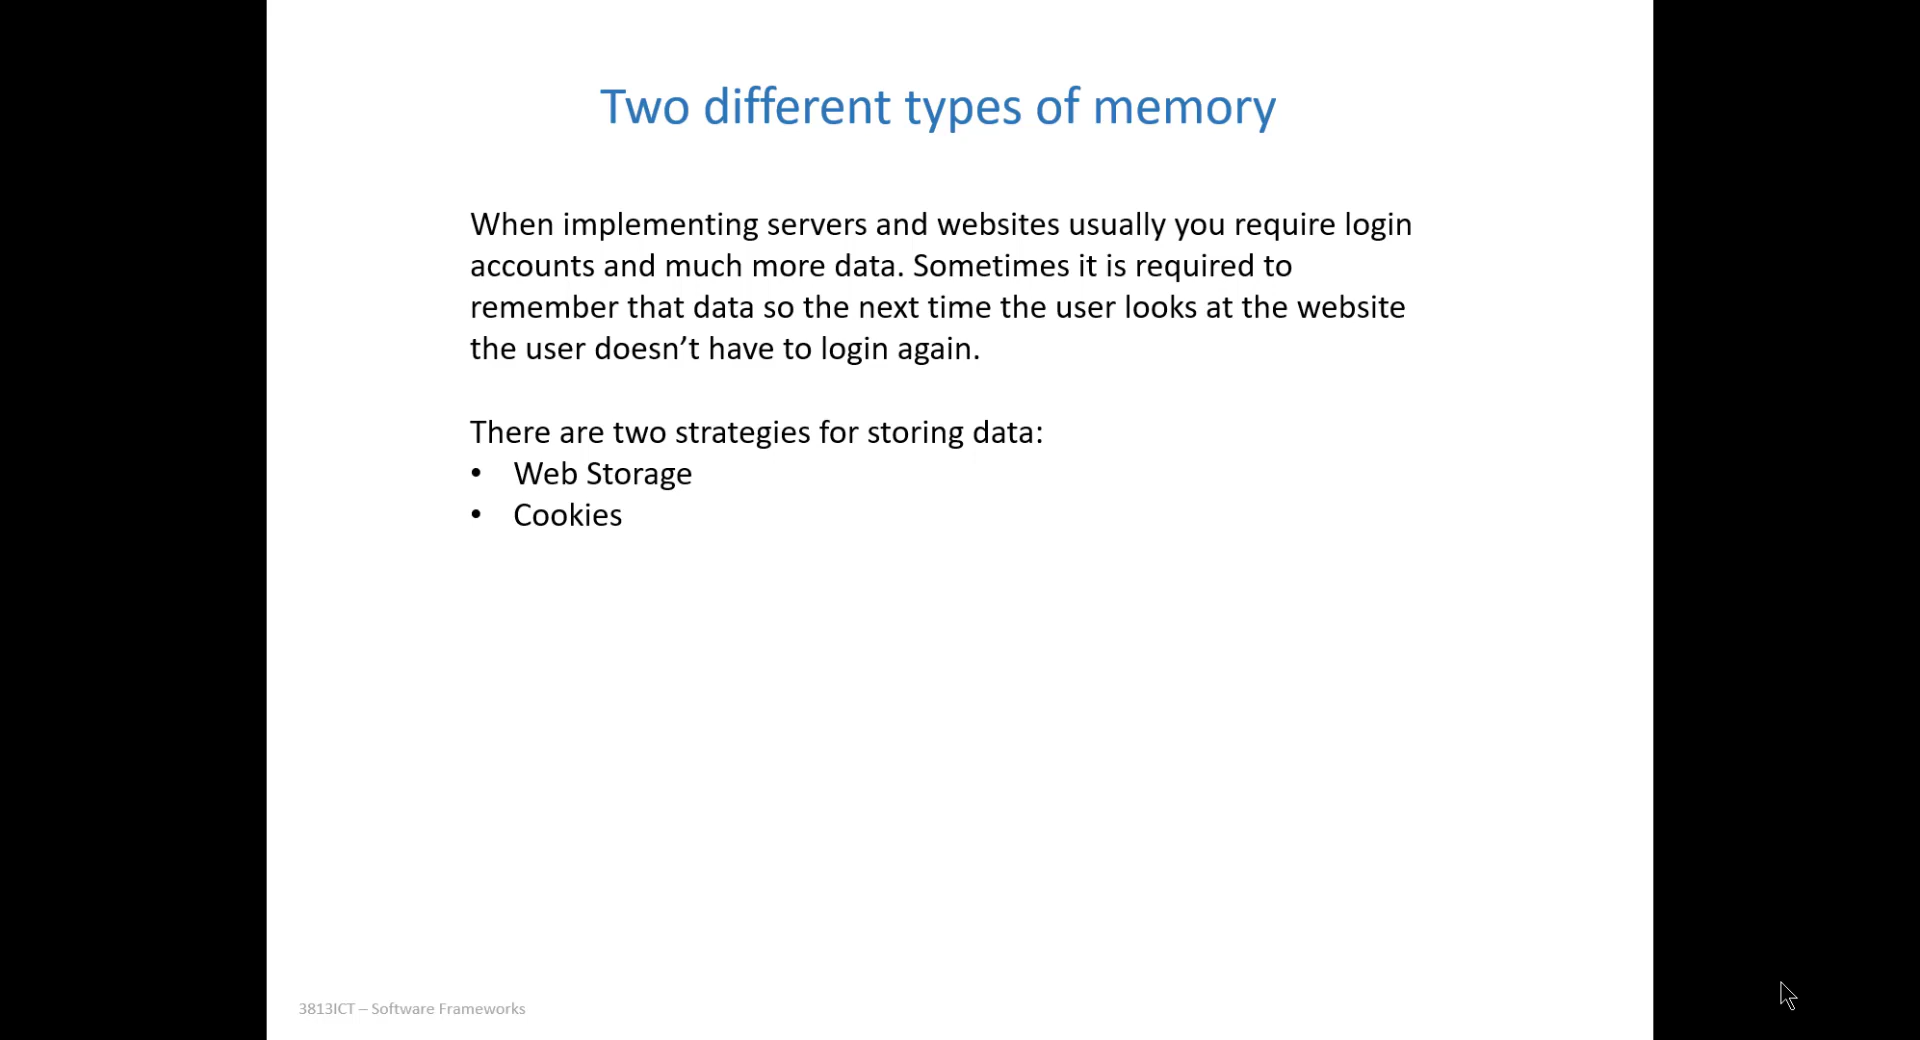 Two different types of memory
When implementing servers and websites usually you require login
accounts and much more data. Sometimes it is required to
remember that data so the next time the user looks at the website
the user doesn’t have to login again.
There are two strategies for storing data:
• Web Storage
• Cookies
3813ICT – Software Frameworks